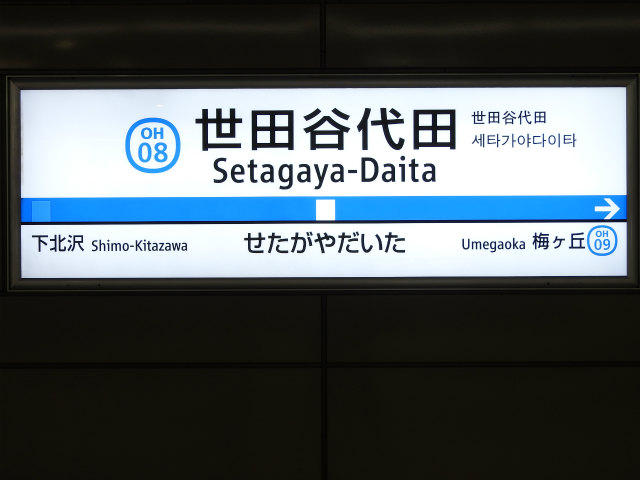 OH
08
世田谷代田
Setagaya-Daita
世田谷代田
세타가야다이타
下北沢 Shimo-Kitazawa
せたがやだいた
Umegaoka 梅ヶ丘
OH
09